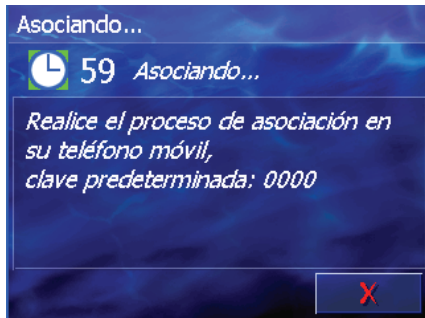 Asociando...
59 Asociando...
Realice el proceso de asociación en
su teléfono móvil,
clave predeterminada: 0000
X